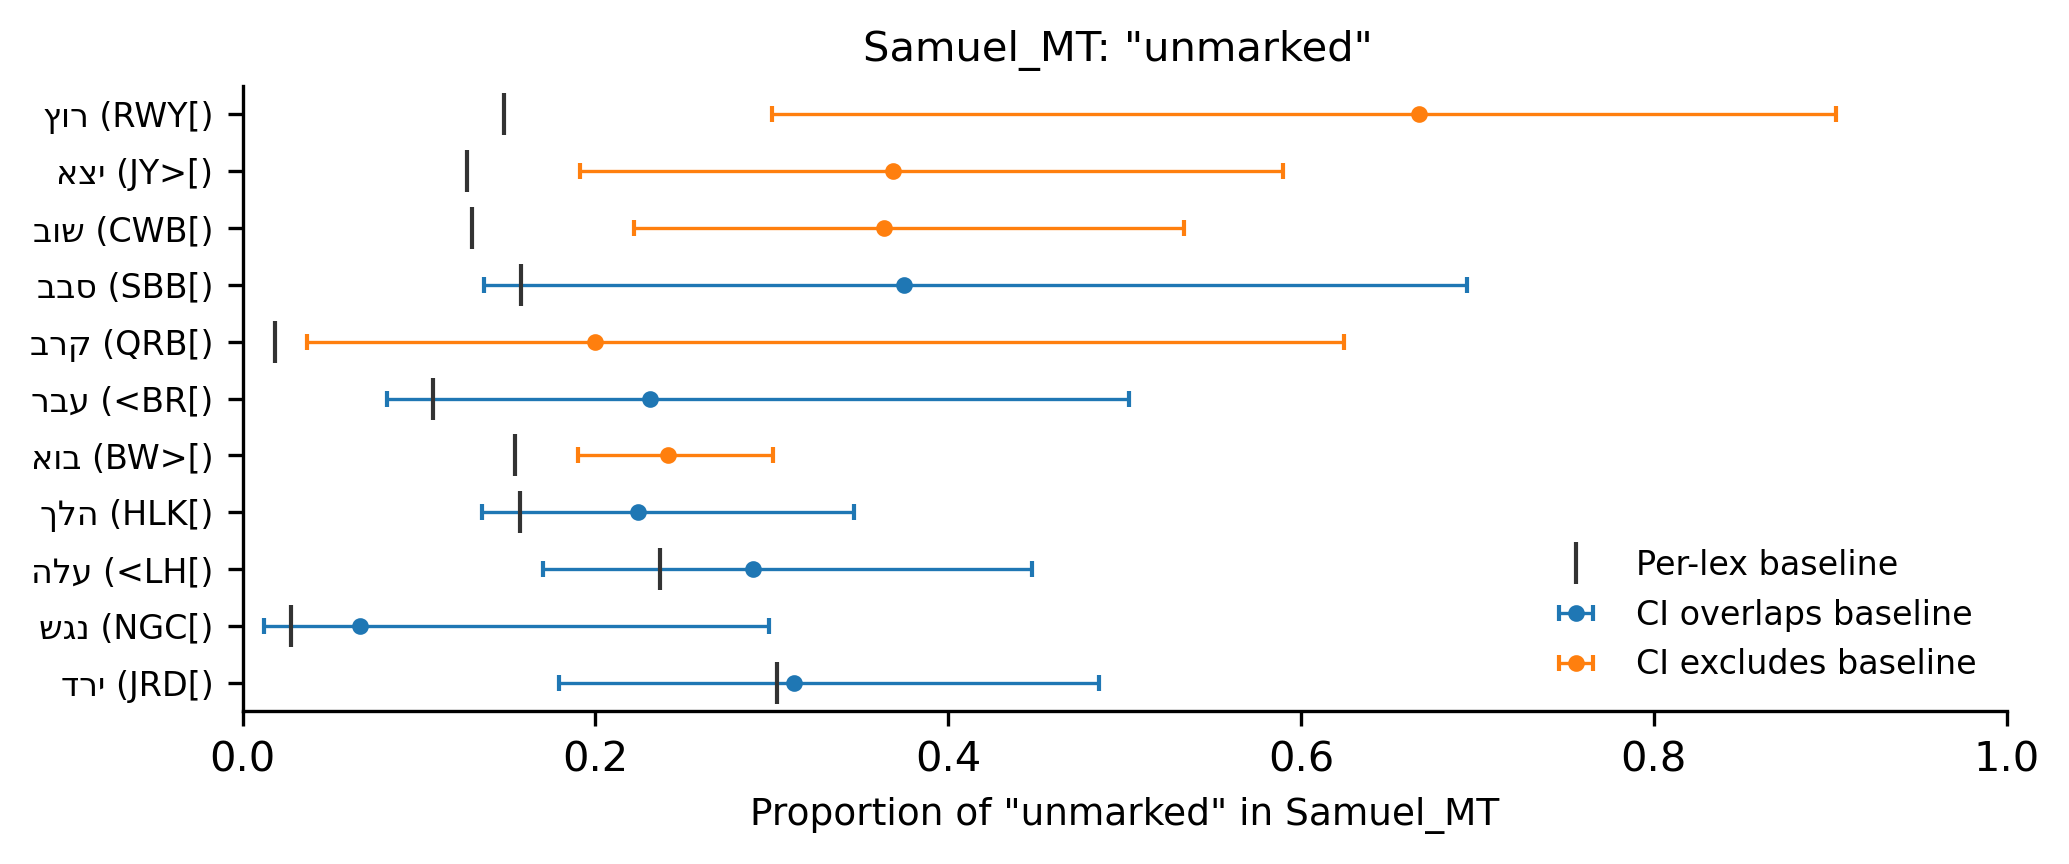 Samuel_MT: "unmarked"
רוץ (RWY[)
יצא (JY>[)
שוב (CWB[)
סבב (SBB[)
קרב (QRB[)
עבר (<BR[)
בוא (BW>[)
הלך (HLK[)
עלה (<LH[)
נגש (NGC[)
ירד (JRD[)
Per-lex baseline
CI overlaps baseline
CI excludes baseline
0.0 0.2 0.4 0.6 0.8 1.0
Proportion of "unmarked" in Samuel_MT